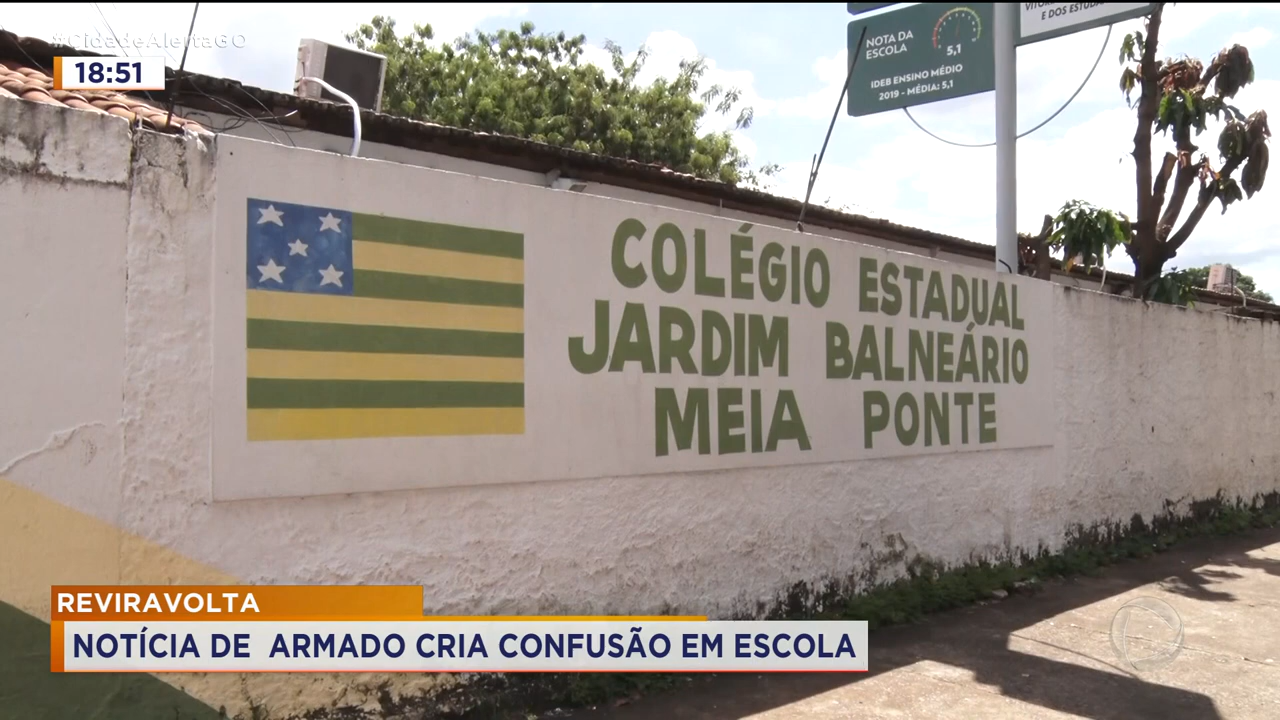 #CidadeAlertaGO
18:51
NOTA DA
ESCOLA
5,1
IDEB ENSINO MÉDIO
2019 - MÉDIA: 5,1
E DOS ESTUDA
COLÉGIO ESTADUAL
JARDIM BALNEÁRIO
MEIA PONTE
REVIRAVOLTA
NOTÍCIA DE ARMADO CRIA CONFUSÃO EM ESCOLA